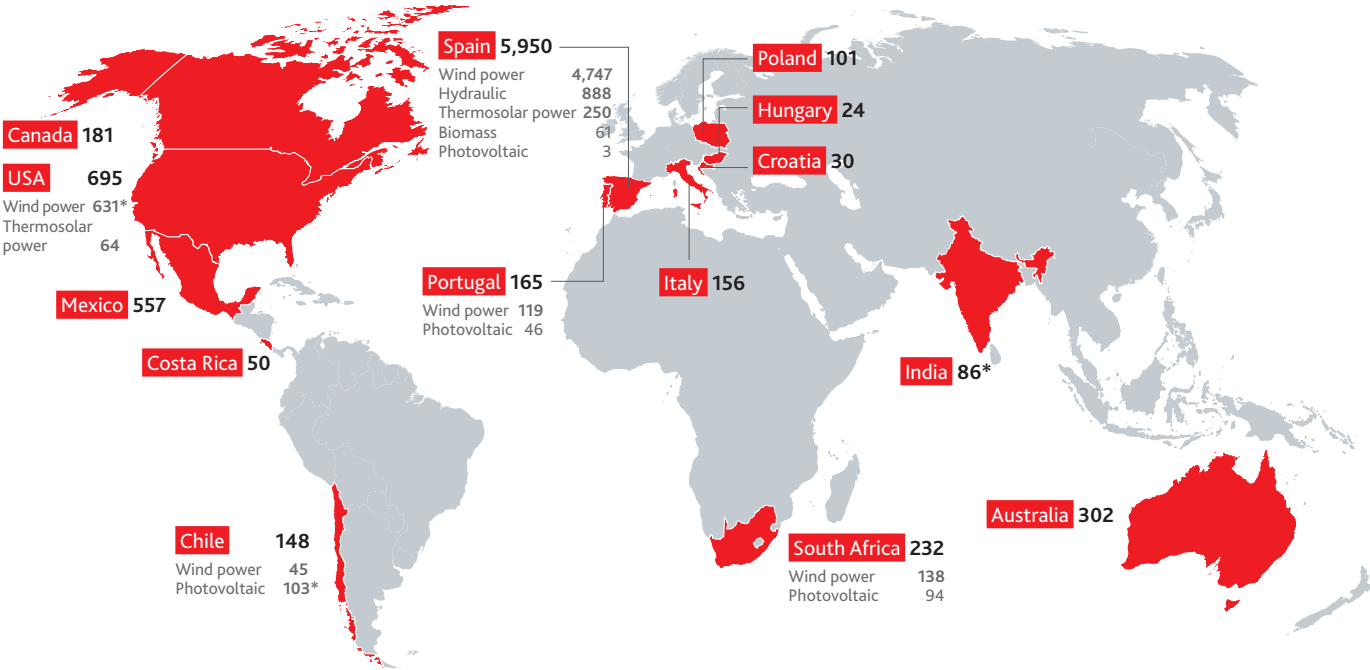 Canada 181
USA 695
Wind power 631*
Thermosolar
power 64
Mexico 557
Costa Rica 50
Chile 148
Wind power 45
Photovoltaic 103*
Spain 5,950
Wind power 4,747
Hydraulic 888
Thermosolar power 250
Biomass 61
Photovoltaic 3
Portugal 165
Wind power 119
Photovoltaic 46
Italy 156
Poland 101
Hungary 24
Croatia 30
India 86*
South Africa 232
Wind power 138
Photovoltaic 94
Australia 302